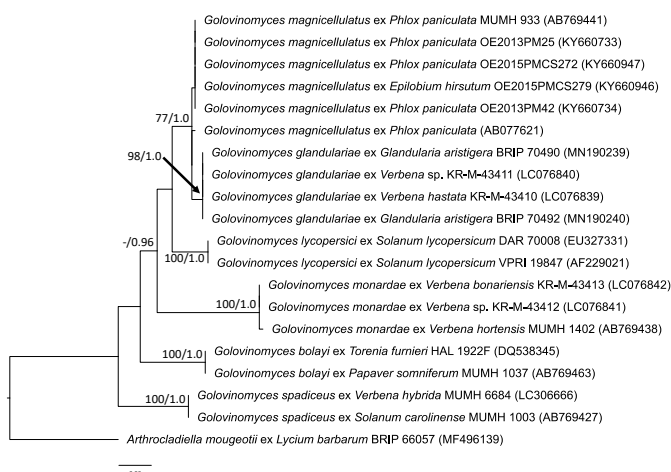 Golovinomyces magnicellulatus ex Phlox paniculata MUMH 933 (AB769441)
Golovinomyces magnicellulatus ex Phlox paniculata OE2013PM25 (KY660733)
Golovinomyces magnicellulatus ex Phlox paniculata OE2015PMCS272 (KY660947)
Golovinomyces magnicellulatus ex Epilobium hirsutum OE2015PMCS279 (KY660946)
Golovinomyces magnicellulatus ex Phlox paniculata OE2013PM42 (KY660734)
77/1.0
Golovinomyces magnicellulatus ex Phlox paniculata (AB077621)
Golovinomyces glandulariae ex Glandularia aristigera BRIP 70490 (MN190239)
98/1.0
Golovinomyces glandulariae ex Verbena sp. KR-M-43411 (LC076840)
Golovinomyces glandulariae ex Verbena hastata KR-M-43410 (LC076839)
Golovinomyces glandulariae ex Glandularia aristigera BRIP 70492 (MN190240)
Golovinomyces lycopersici ex Solanum lycopersicum DAR 70008 (EU327331)
-/0.96
100/1.0
Golovinomyces lycopersici ex Solanum lycopersicum VPRI 19847 (AF229021)
Golovinomyces monardae ex Verbena bonariensis KR-M-43413 (LC076842)
100/1.0
Golovinomyces monardae ex Verbena sp. KR-M-43412 (LC076841)
Golovinomyces monardae ex Verbena hortensis MUMH 1402 (AB769438)
Golovinomyces bolayi ex Torenia furnieri HAL 1922F (DQ538345)
100/1.0
Golovinomyces bolayi ex Papaver somniferum MUMH 1037 (AB769463)
Golovinomyces spadiceus ex Verbena hybrida MUMH 6684 (LC306666)
100/1.0
Golovinomyces spadiceus ex Solanum carolinense MUMH 1003 (AB769427)
Arthrocladiella mougeotii ex Lycium barbarum BRIP 66057 (MF496139)